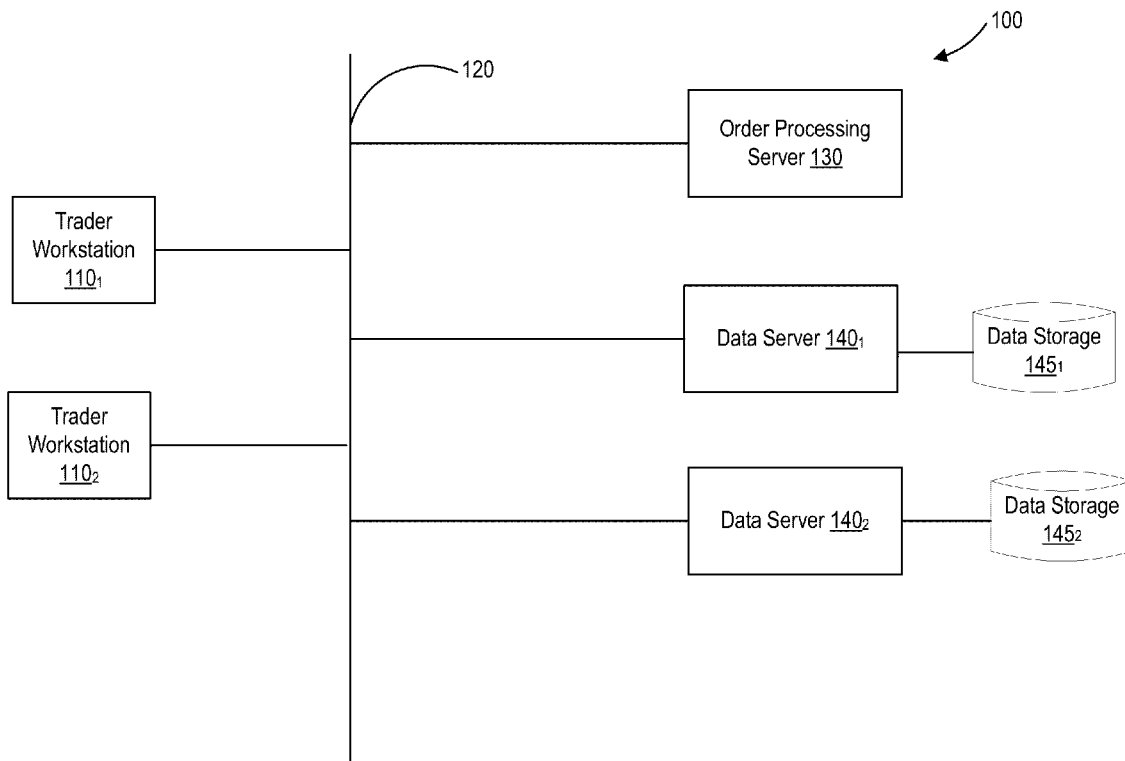 100
120
Order Processing
Server 130
Trader
Workstation
110₁
Data Server 140₁
Data Storage
145₁
Trader
Workstation
110₂
Data Server 140₂
Data Storage
145₂